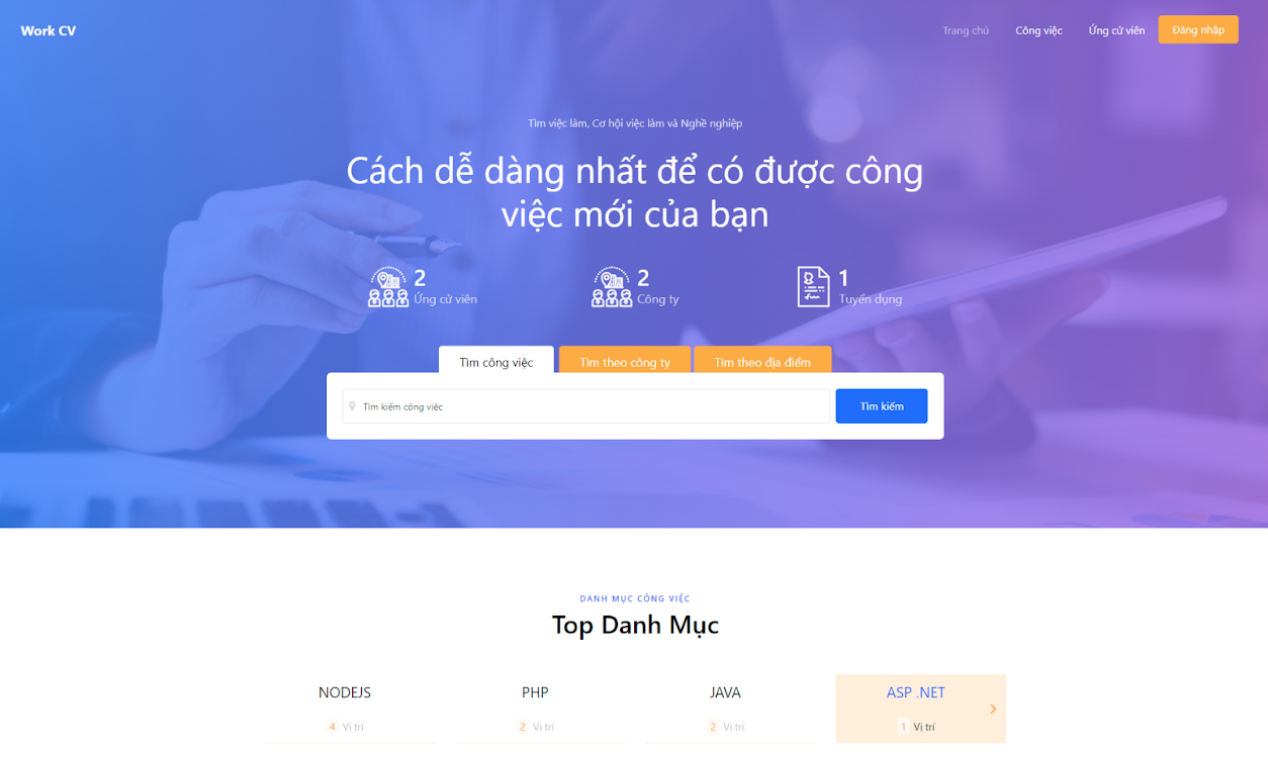 Work CV
Trang chủ
Công việc
Ứng cử viên
Đăng nhập
Tìm việc làm, Cơ hội việc làm và Nghề nghiệp
Cách dễ dàng nhất để có được công
việc mới của bạn
2
Ứng cử viên
2
Công ty
1
Tuyển dụng
Tìm công việc
Tìm theo công ty
Tìm theo địa điểm
Tìm kiếm công việc
Tìm kiếm
DANH MỤC CÔNG VIỆC
Top Danh Mục
NODEJS
4 Vị trí
PHP
2 Vị trí
JAVA
2 Vị trí
ASP .NET
1 Vị trí